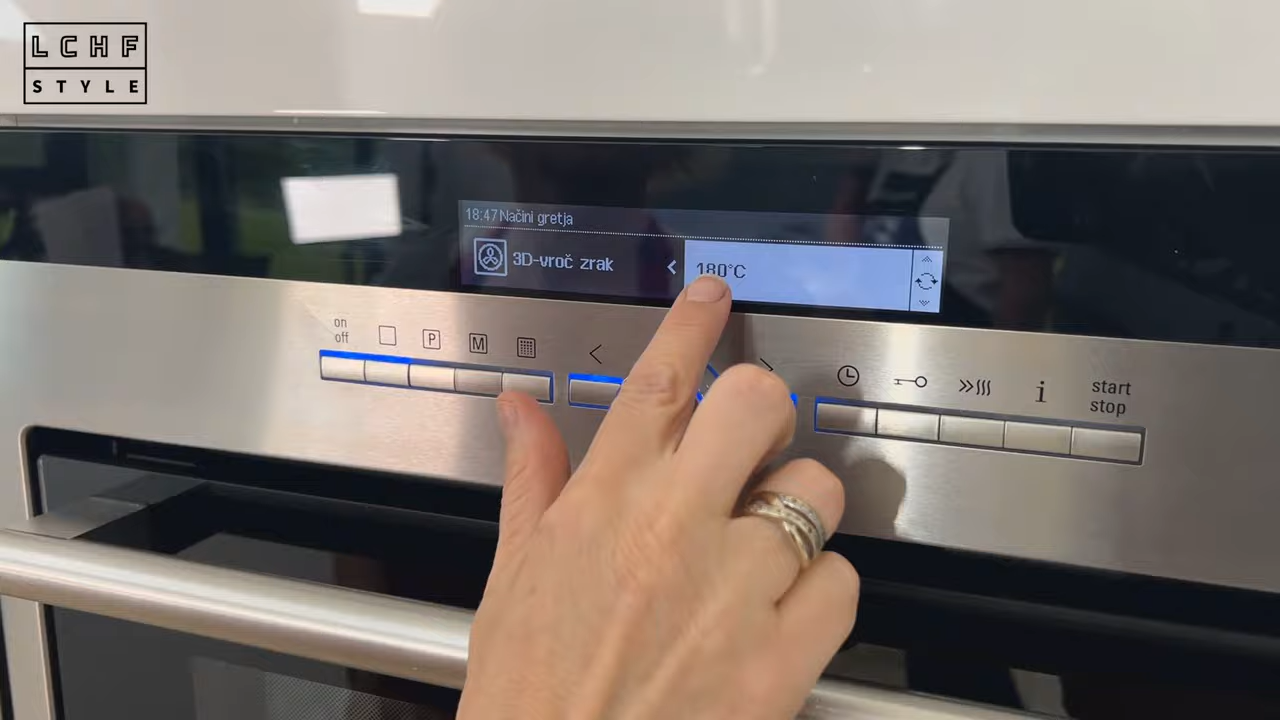 LCHF
STYLE
18:47 Načini gretja
3D-vroč zrak
180°C
on
off
P
M
i
start
stop